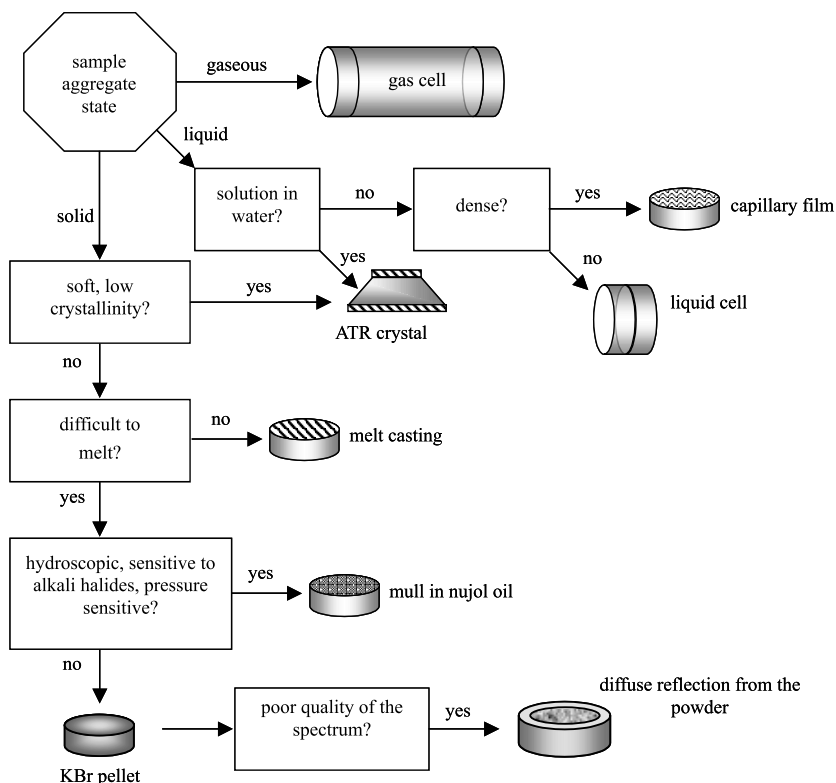 sample
aggregate
state
gaseous
gas cell
liquid
solution in
water?
no
dense?
yes
capillary film
solid
yes
no
soft, low
crystallinity?
yes
ATR crystal
liquid cell
no
difficult to
melt?
no
melt casting
yes
hydroscopic, sensitive to
alkali halides, pressure
sensitive?
yes
mull in nujol oil
no
KBr pellet
poor quality of the
spectrum?
yes
diffuse reflection from the
powder